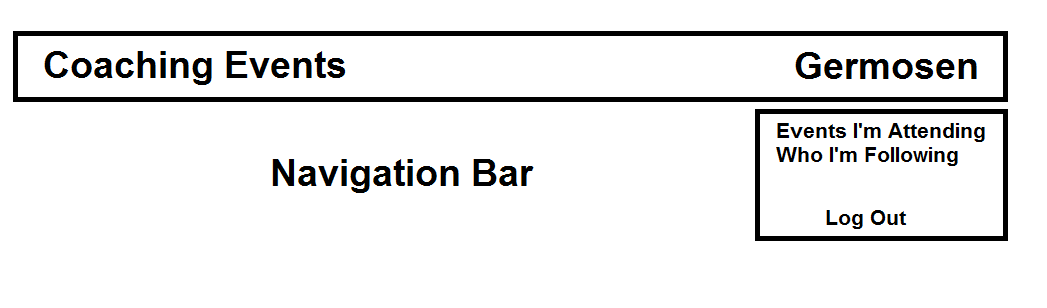 Coaching Events
Germosen
Events I'm Attending
Who I'm Following
Navigation Bar
Log Out